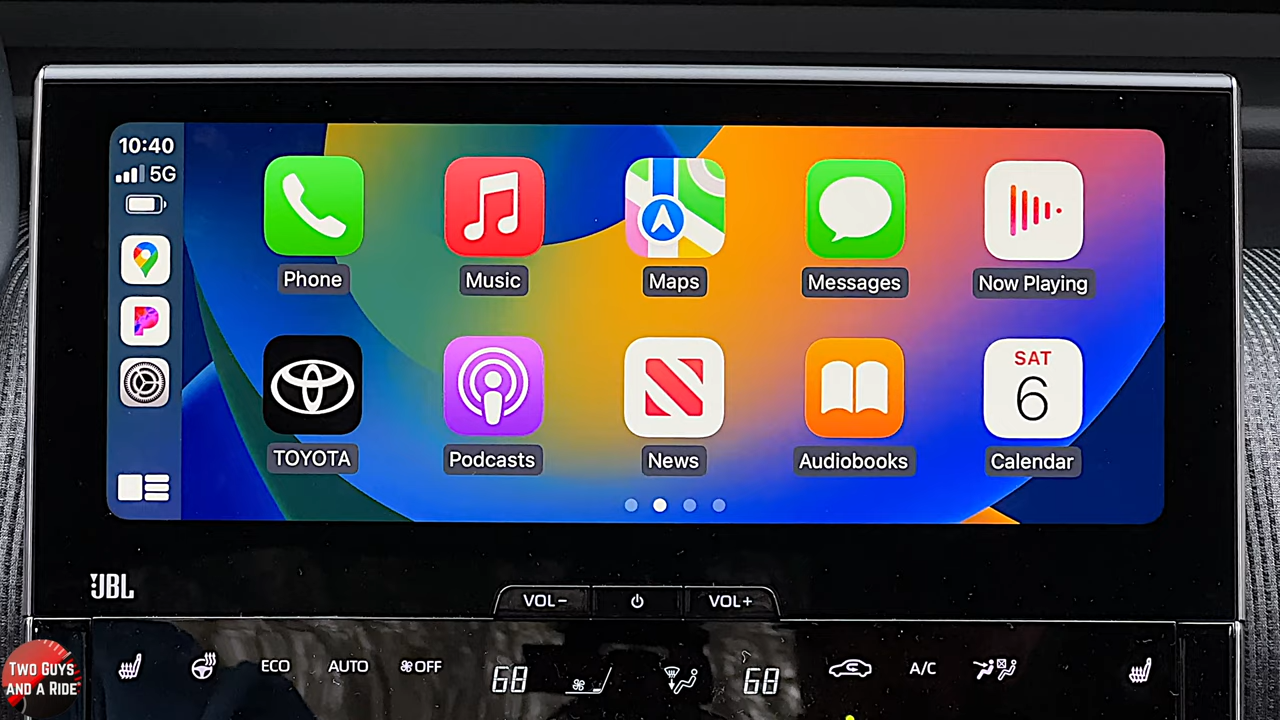 10:40
5G
Phone
Music
Maps
Messages
Now Playing
TOYOTA
Podcasts
News
Audiobooks
SAT
6
Calendar
JBL
VOL−
VOL+
ECO
AUTO
OFF
68
68
A/C
TWO GUYS
AND A RIDE